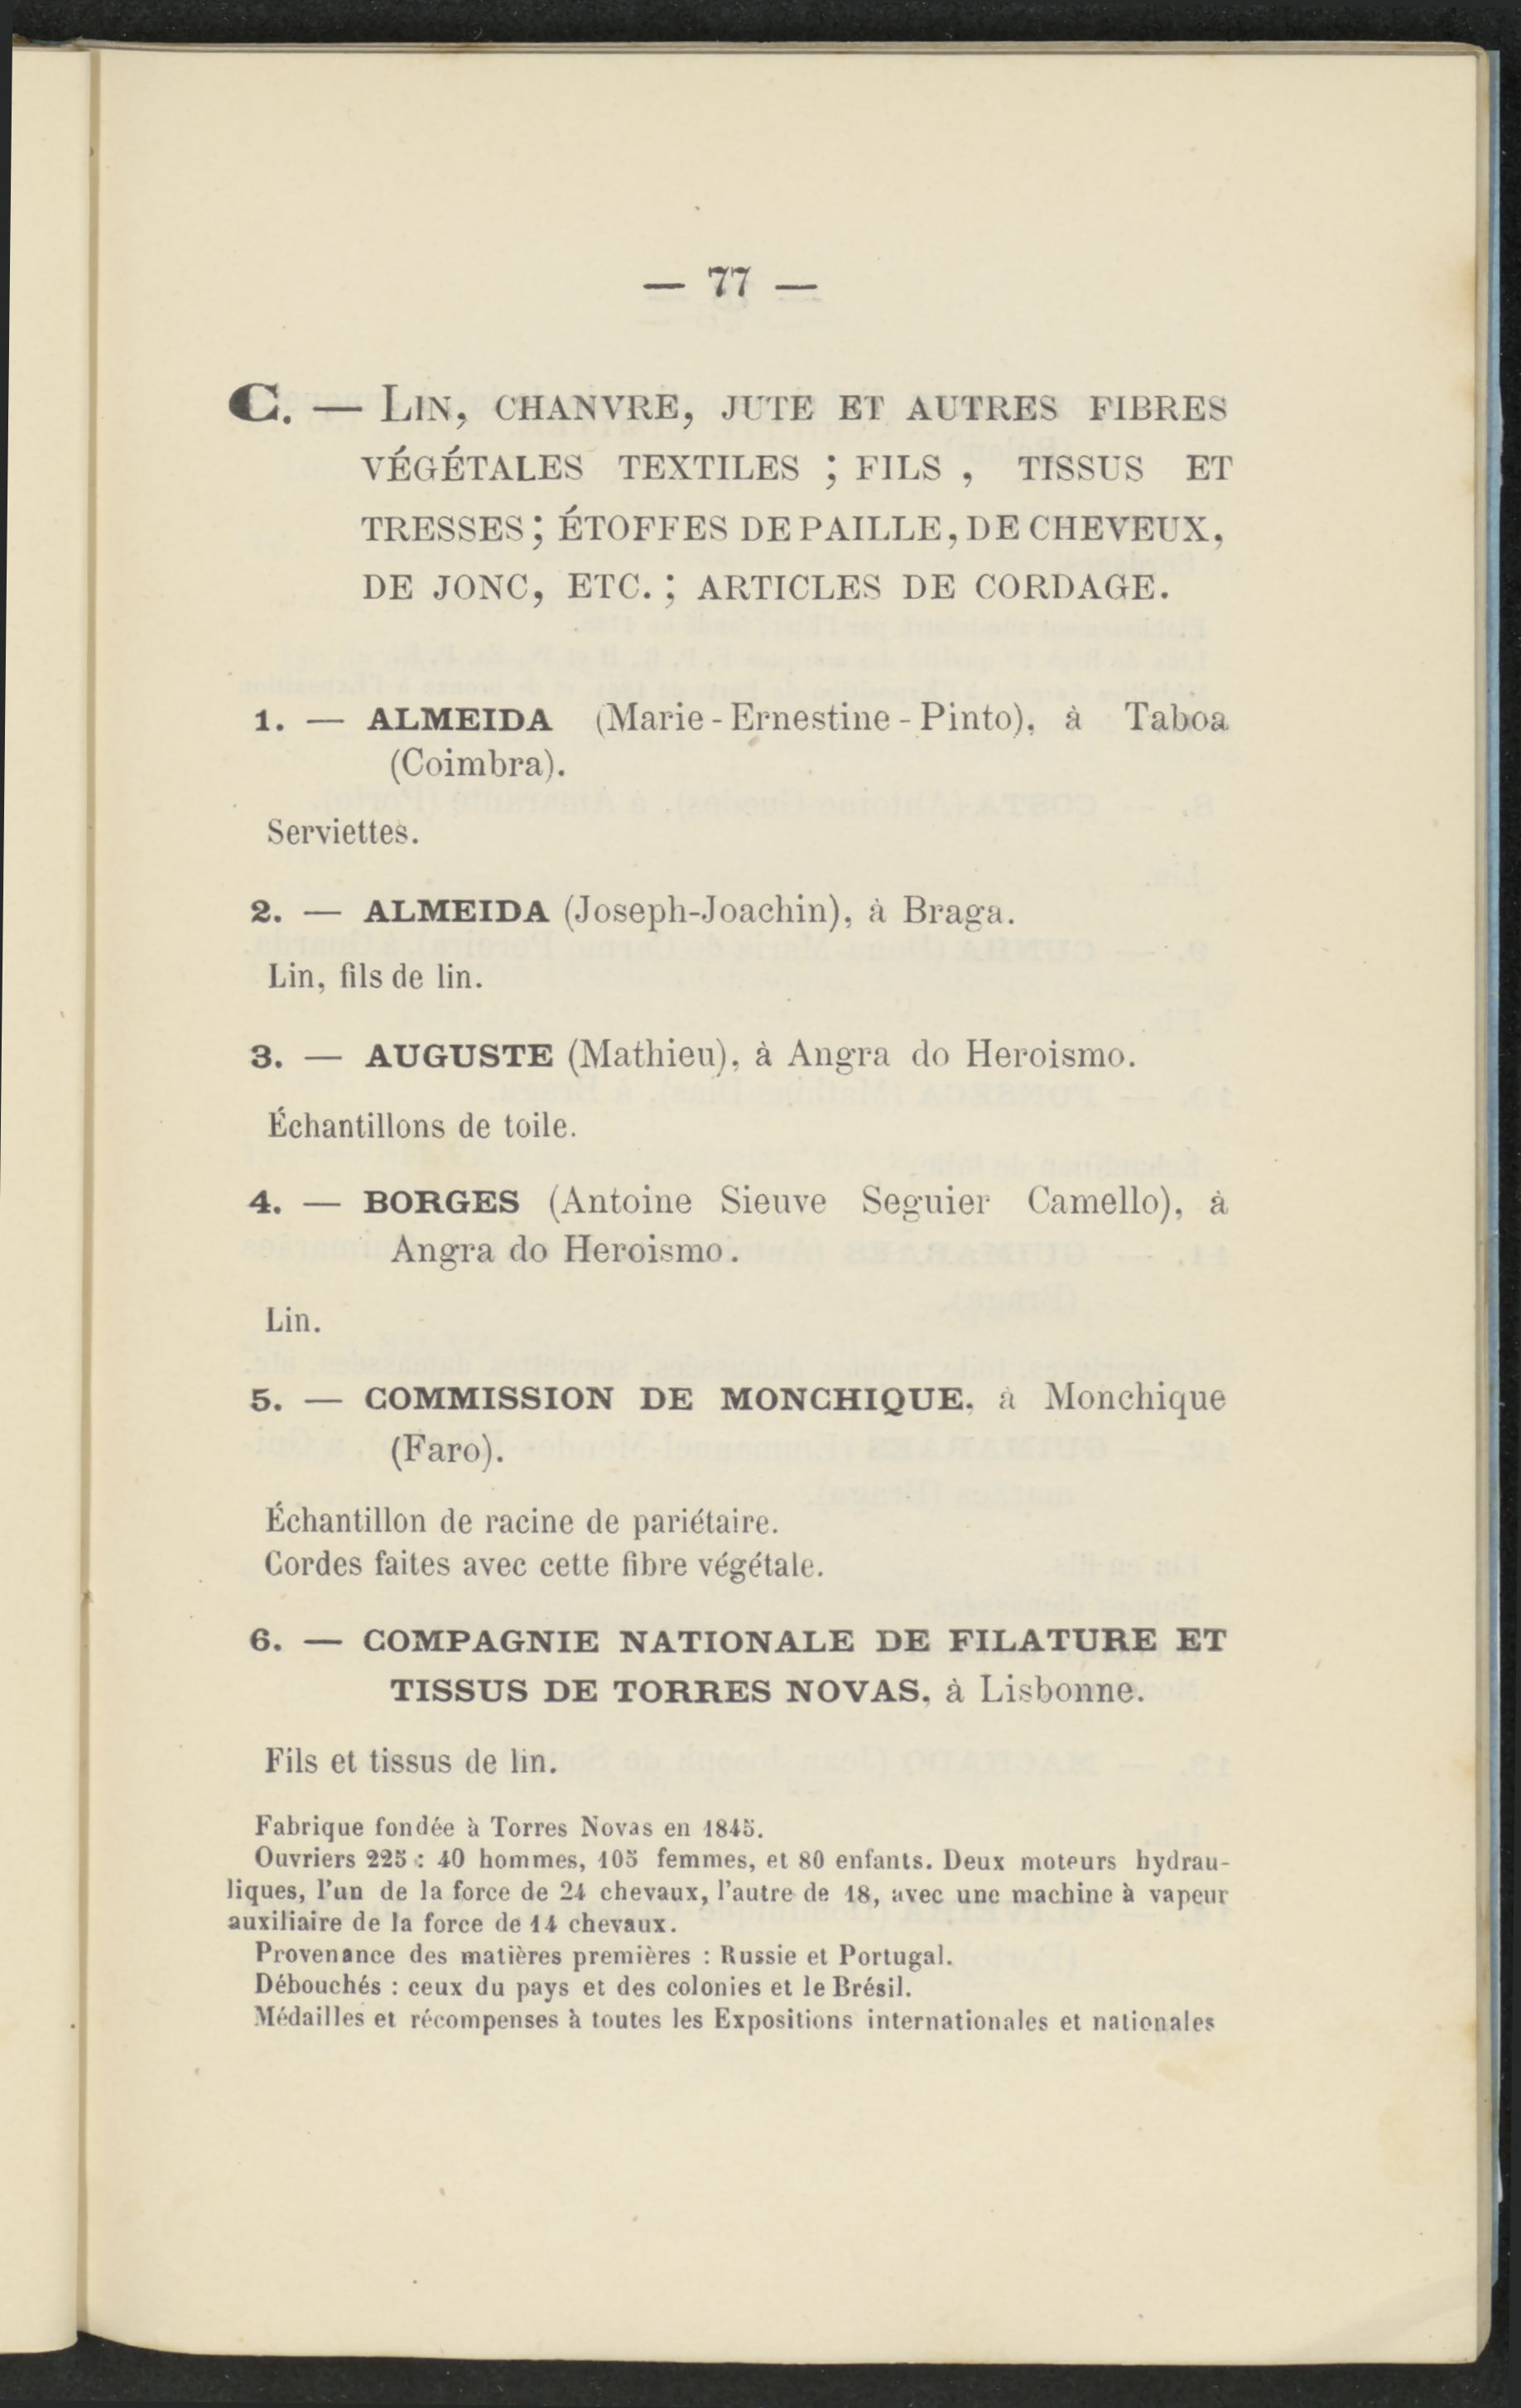 — 77 —
C. — LIN, CHANVRE, JUTE ET AUTRES FIBRES
VÉGÉTALES TEXTILES ; FILS , TISSUS ET
TRESSES ; ÉTOFFES DE PAILLE, DE CHEVEUX,
DE JONC, ETC. ; ARTICLES DE CORDAGE.
1. — ALMEIDA (Marie-Ernestine-Pinto), à Taboa
(Coimbra).
Serviettes.
2. — ALMEIDA (Joseph-Joachin), à Braga.
Lin, fils de lin.
3. — AUGUSTE (Mathieu), à Angra do Heroismo.
Échantillons de toile.
4. — BORGES (Antoine Sieuve Seguier Camello), à
Angra do Heroismo.
Lin.
5. — COMMISSION DE MONCHIQUE, à Monchique
(Faro).
Échantillon de racine de pariétaire.
Cordes faites avec cette fibre végétale.
6. — COMPAGNIE NATIONALE DE FILATURE ET
TISSUS DE TORRES NOVAS, à Lisbonne.
Fils et tissus de lin.
Fabrique fondée à Torres Novas en 1845.
Ouvriers 225 : 40 hommes, 105 femmes, et 80 enfants. Deux moteurs hydrau-
liques, l'un de la force de 24 chevaux, l'autre de 18, avec une machine à vapeur
auxiliaire de la force de 14 chevaux.
Provenance des matières premières : Russie et Portugal.
Débouchés : ceux du pays et des colonies et le Brésil.
Médailles et récompenses à toutes les Expositions internationales et nationales